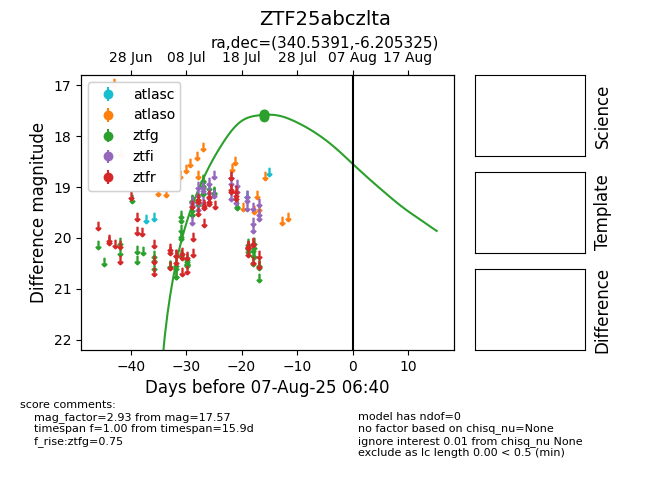 ZTF25abczlta
ra,dec=(340.5391,-6.205325)
28 Jun 08 Jul 18 Jul 28 Jul 07 Aug 17 Aug
17
18
19
20
21
22
Difference magnitude
atlasc
atlaso
ztfg
ztfi
ztfr
−40 −30 −20 −10 0 10
Days before 07-Aug-25 06:40
Science
Template
Difference
score comments:
mag_factor=2.93 from mag=17.57
timespan f=1.00 from timespan=15.9d
f_rise:ztfg=0.75
model has ndof=0
no factor based on chisq_nu=None
ignore interest 0.01 from chisq_nu None
exclude as lc length 0.00 < 0.5 (min)